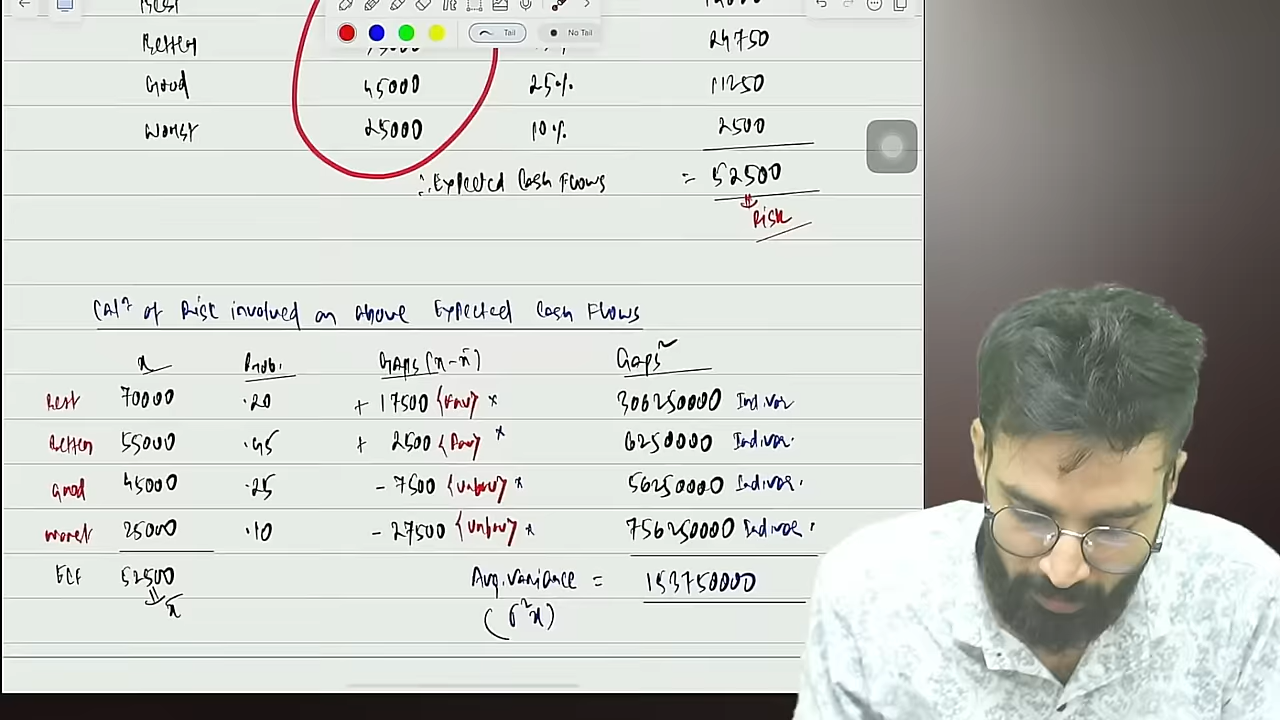 Better 55000 24750
Good 45000 25% 11250
Worst 25000 10% 2500
∴ Expected Cash Flows = 52500
Risk
Tail No Tail
Calⁿ of Risk involved on above Expected Cash Flows
x Prob. Gaps (x-x̄) Gaps²
Best 70000 .20 + 17500 {Fav} x 306250000 Ind.var
Better 55000 .45 + 2500 {Fav} x 6250000 Ind.var.
Good 45000 .25 - 7500 {Unfav} x 56250000 Ind.var.
Worst 25000 .10 - 27500 {Unfav} x 756250000 Ind.var.
ECF 52500 Avg.Variance = 153750000
x̄ (σ²x)